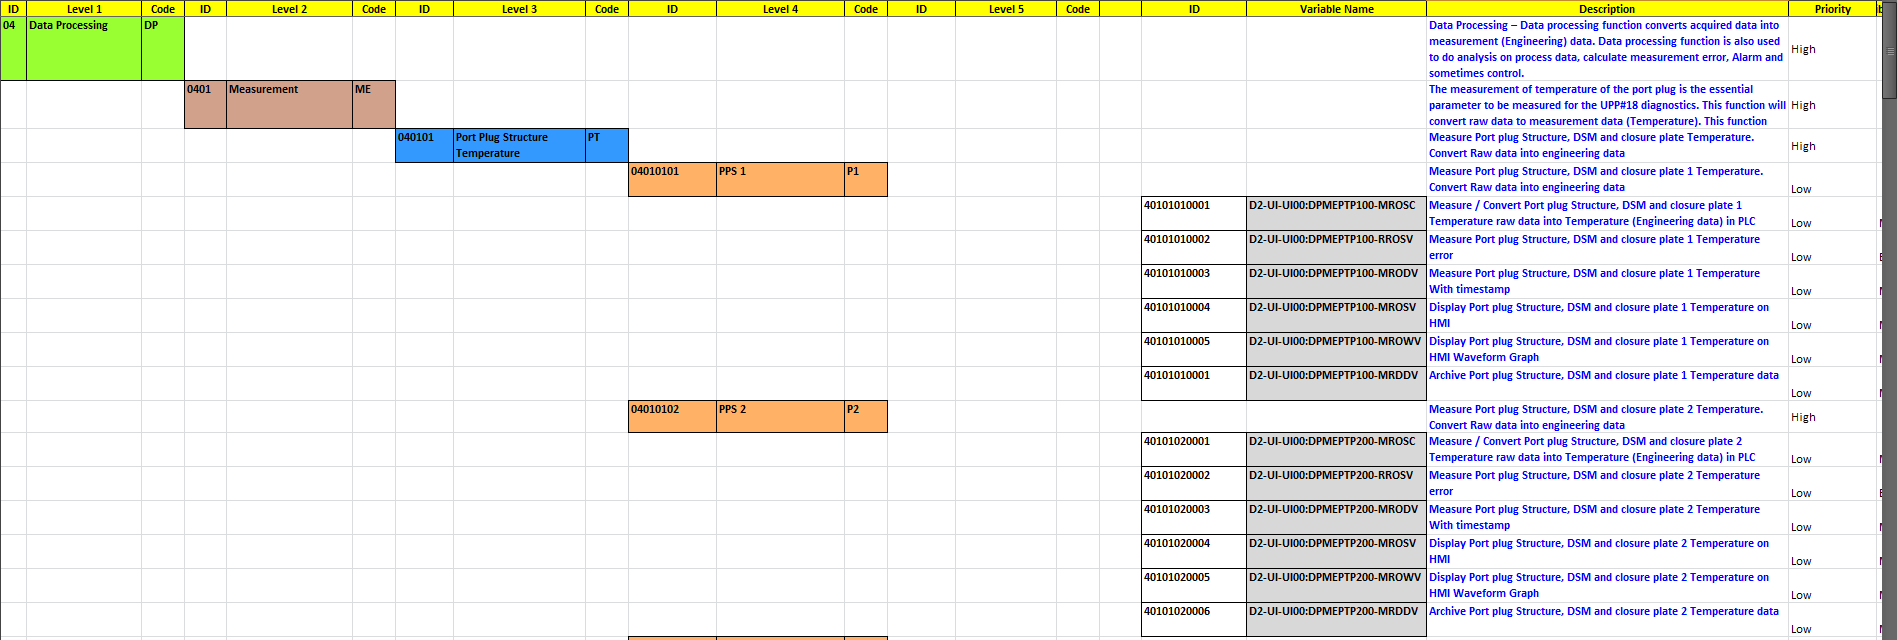 ID Level 1 Code ID Level 2 Code ID Level 3 Code ID Level 4 Code ID Level 5 Code ID Variable Name Description Priority
04 Data Processing DP Data Processing – Data processing function converts acquired data into
measurement (Engineering) data. Data processing function is also used
to do analysis on process data, calculate measurement error, Alarm and
sometimes control.
High
0401 Measurement ME The measurement of temperature of the port plug is the essential
parameter to be measured for the UPP#18 diagnostics. This function will
convert raw data to measurement data (Temperature). This function
High
040101 Port Plug Structure
Temperature
PT
Measure Port plug Structure, DSM and closure plate Temperature.
Convert Raw data into engineering data
High
04010101 PPS 1 P1 Measure Port plug Structure, DSM and closure plate 1 Temperature.
Convert Raw data into engineering data
Low
40101010001 D2-UI-UI00:DPMEPTP100-MROSC Measure / Convert Port plug Structure, DSM and closure plate 1
Temperature raw data into Temperature (Engineering data) in PLC
Low
40101010002 D2-UI-UI00:DPMEPTP100-RROSV Measure Port plug Structure, DSM and closure plate 1 Temperature
error
Low
40101010003 D2-UI-UI00:DPMEPTP100-MRODV Measure Port plug Structure, DSM and closure plate 1 Temperature
With timestamp
Low
40101010004 D2-UI-UI00:DPMEPTP100-MROSV Display Port plug Structure, DSM and closure plate 1 Temperature on
HMI
Low
40101010005 D2-UI-UI00:DPMEPTP100-MROWV Display Port plug Structure, DSM and closure plate 1 Temperature on
HMI Waveform Graph
Low
40101010001 D2-UI-UI00:DPMEPTP100-MRDDV Archive Port plug Structure, DSM and closure plate 1 Temperature data
Low
04010102 PPS 2 P2 Measure Port plug Structure, DSM and closure plate 2 Temperature.
Convert Raw data into engineering data
High
40101020001 D2-UI-UI00:DPMEPTP200-MROSC Measure / Convert Port plug Structure, DSM and closure plate 2
Temperature raw data into Temperature (Engineering data) in PLC
Low
40101020002 D2-UI-UI00:DPMEPTP200-RROSV Measure Port plug Structure, DSM and closure plate 2 Temperature
error
Low
40101020003 D2-UI-UI00:DPMEPTP200-MRODV Measure Port plug Structure, DSM and closure plate 2 Temperature
With timestamp
Low
40101020004 D2-UI-UI00:DPMEPTP200-MROSV Display Port plug Structure, DSM and closure plate 2 Temperature on
HMI
Low
40101020005 D2-UI-UI00:DPMEPTP200-MROWV Display Port plug Structure, DSM and closure plate 2 Temperature on
HMI Waveform Graph
Low
40101020006 D2-UI-UI00:DPMEPTP200-MRDDV Archive Port plug Structure, DSM and closure plate 2 Temperature data
Low